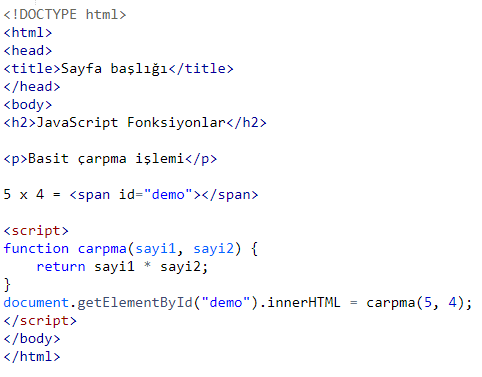 <!DOCTYPE html>
<html>
<head>
<title>Sayfa başlığı</title>
</head>
<body>
<h2>JavaScript Fonksiyonlar</h2>

<p>Basit çarpma işlemi</p>

5 x 4 = <span id="demo"></span>

<script>
function carpma(sayi1, sayi2) {
    return sayi1 * sayi2;
}
document.getElementById("demo").innerHTML = carpma(5, 4);
</script>
</body>
</html>